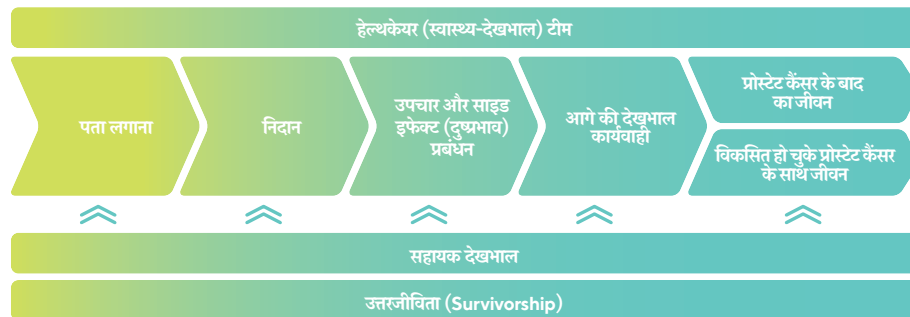 हेल्थकेयर (स्वास्थ्य-देखभाल) टीम
पता लगाना
निदान
उपचार और साइड
इफेक्ट (दुष्प्रभाव)
प्रबंधन
आगे की देखभाल
कार्यवाही
प्रोस्टेट कैंसर के बाद
का जीवन
विकसित हो चुके प्रोस्टेट कैंसर
के साथ जीवन
सहायक देखभाल
उत्तरजीविता (Survivorship)